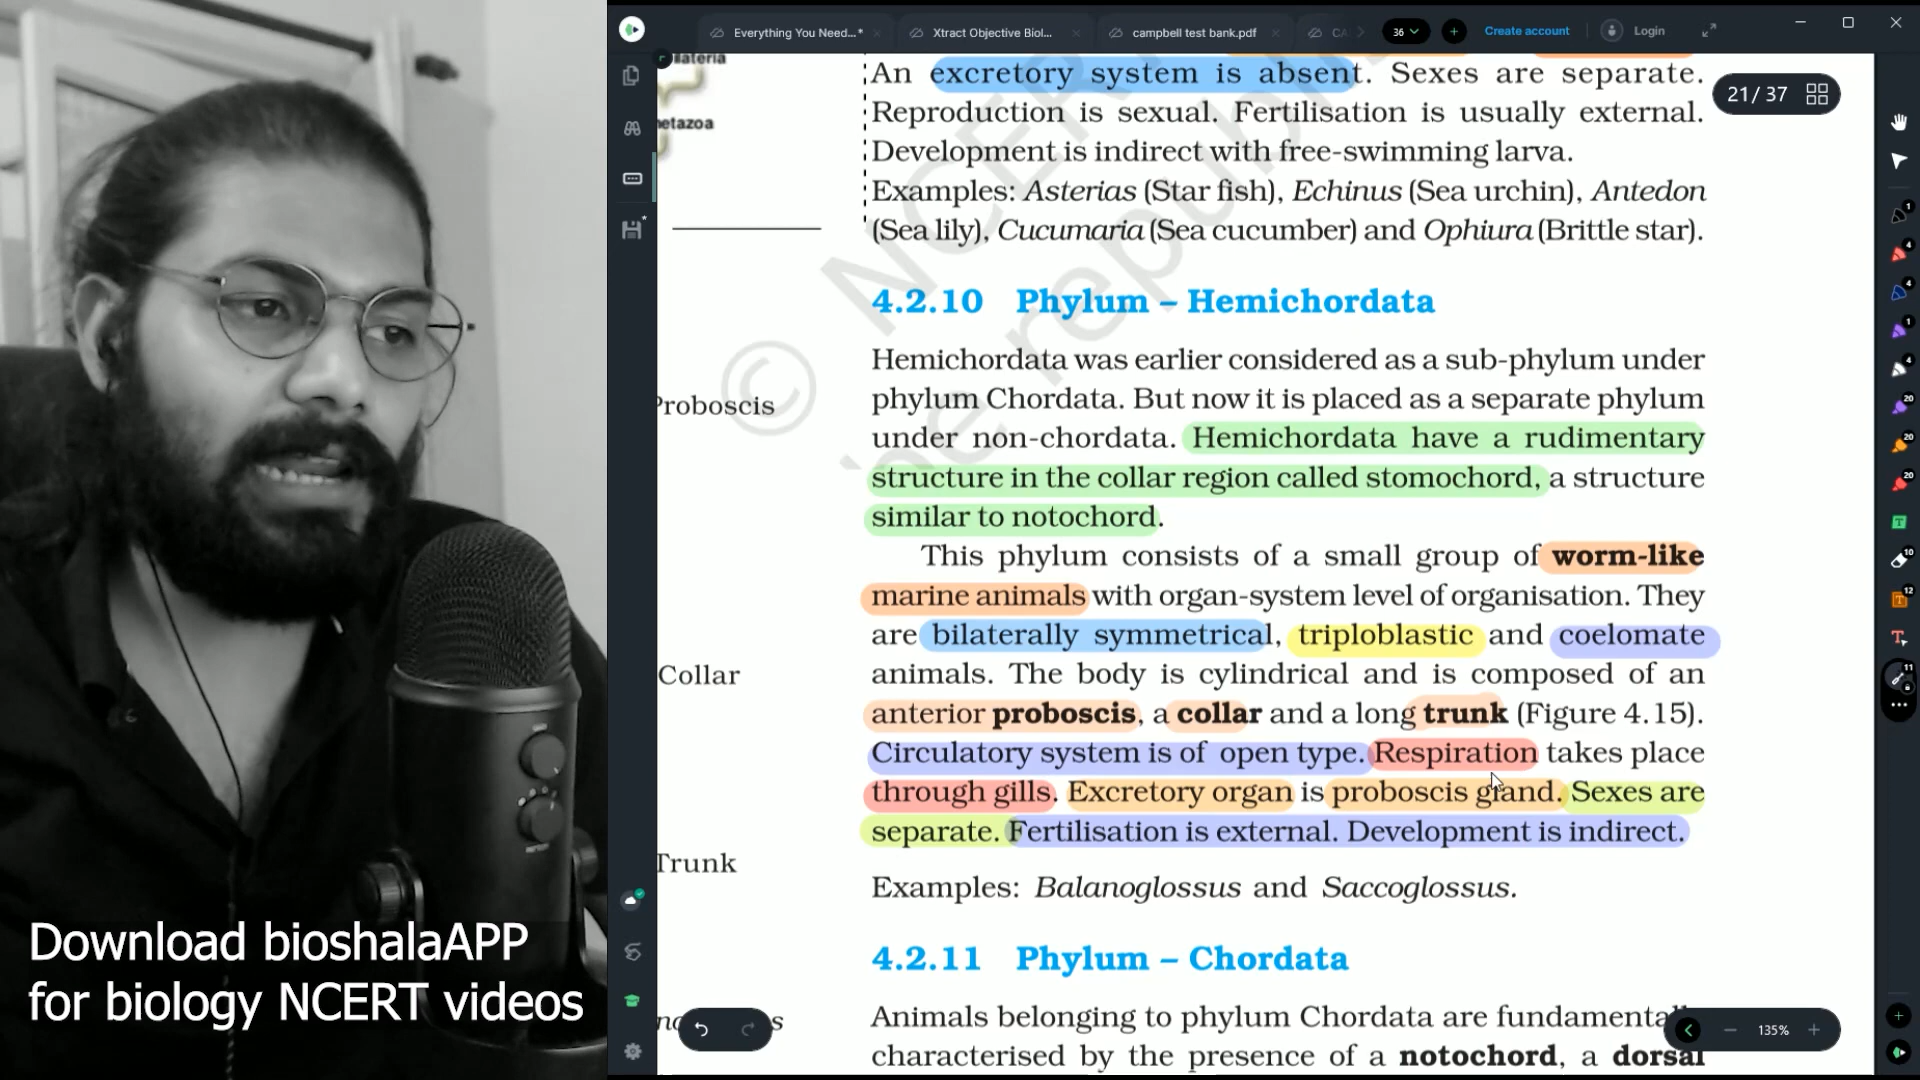 Everything You Need...*
Xtract Objective Biol...
campbell test bank.pdf
36
Create account
Login
21/ 37
metazoa
An excretory system is absent. Sexes are separate.
Reproduction is sexual. Fertilisation is usually external.
Development is indirect with free-swimming larva.
Examples: Asterias (Star fish), Echinus (Sea urchin), Antedon
(Sea lily), Cucumaria (Sea cucumber) and Ophiura (Brittle star).
4.2.10 Phylum – Hemichordata
Hemichordata was earlier considered as a sub-phylum under
phylum Chordata. But now it is placed as a separate phylum
under non-chordata. Hemichordata have a rudimentary
structure in the collar region called stomochord, a structure
similar to notochord.
This phylum consists of a small group of worm-like
marine animals with organ-system level of organisation. They
are bilaterally symmetrical, triploblastic and coelomate
animals. The body is cylindrical and is composed of an
anterior proboscis, a collar and a long trunk (Figure 4.15).
Circulatory system is of open type. Respiration takes place
through gills. Excretory organ is proboscis gland. Sexes are
separate. Fertilisation is external. Development is indirect.
Examples: Balanoglossus and Saccoglossus.
4.2.11 Phylum – Chordata
Animals belonging to phylum Chordata are fundamentally
characterised by the presence of a notochord, a dorsal
Proboscis
Collar
Trunk
135%
Download bioshalaAPP
for biology NCERT videos